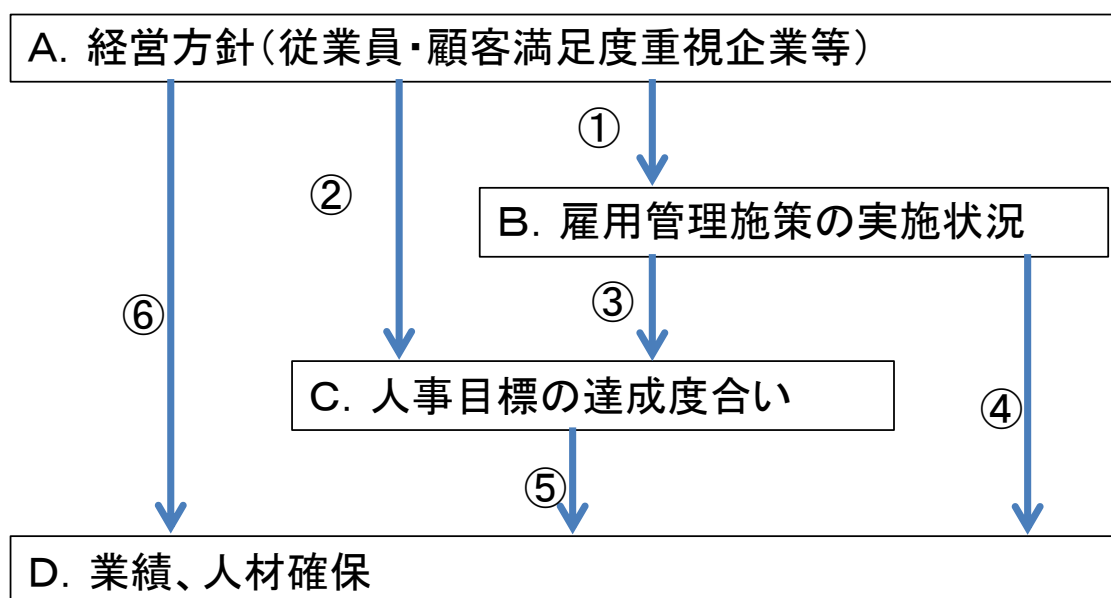 A. 経営方針(従業員・顧客満足度重視企業等)
①
②
B. 雇用管理施策の実施状況
⑥
③
C. 人事目標の達成度合い
④
⑤
D. 業績、人材確保